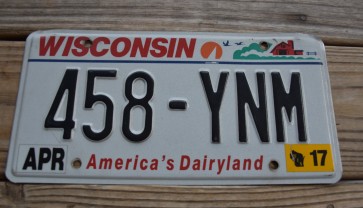 WISCONSIN
458-YNM
APR America's Dairyland 17